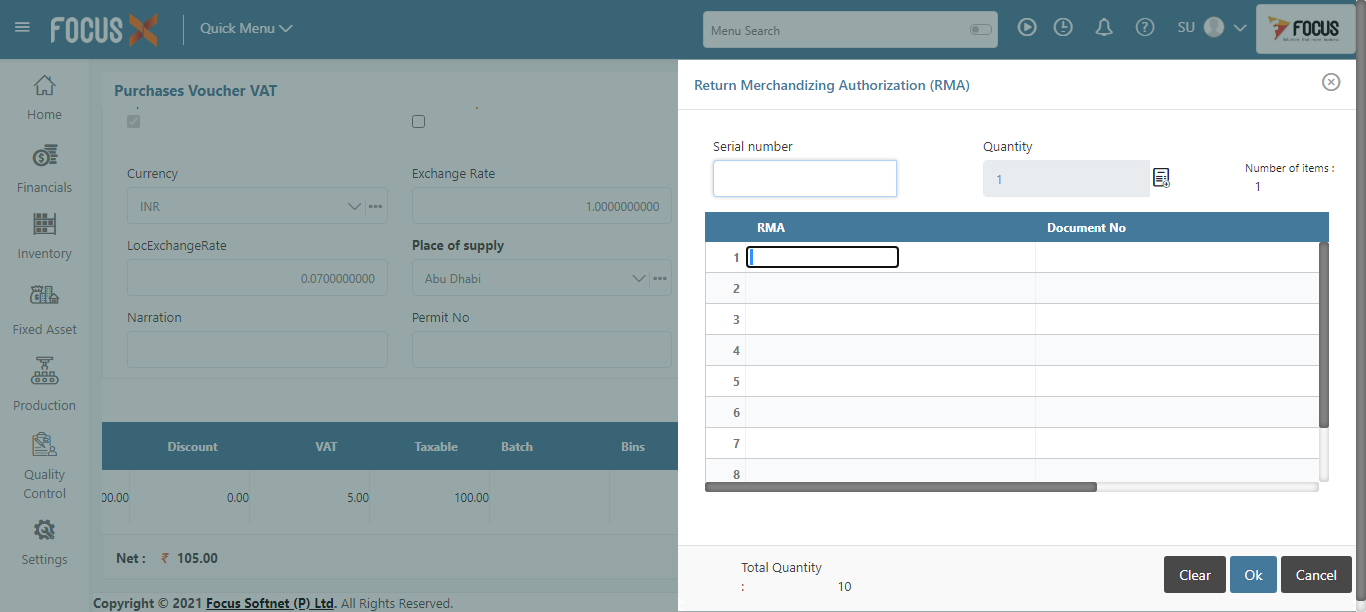 FOCUS X
Quick Menu
Menu Search
SU
FOCUS
Home
Financials
Inventory
Fixed Asset
Production
Quality
Control
Settings
Purchases Voucher VAT
Currency
Exchange Rate
INR
1.0000000000
LocExchangeRate
Place of supply
0.0700000000
Abu Dhabi
Narration
Permit No
Discount VAT Taxable Batch Bins
00.00 0.00 5.00 100.00
Net : ₹ 105.00
Copyright © 2021 Focus Softnet (P) Ltd. All Rights Reserved.
Return Merchandizing Authorization (RMA)
Serial number
Quantity
1
Number of items :
1
RMA Document No
1
2
3
4
5
6
7
8
Total Quantity
: 10
Clear
Ok
Cancel